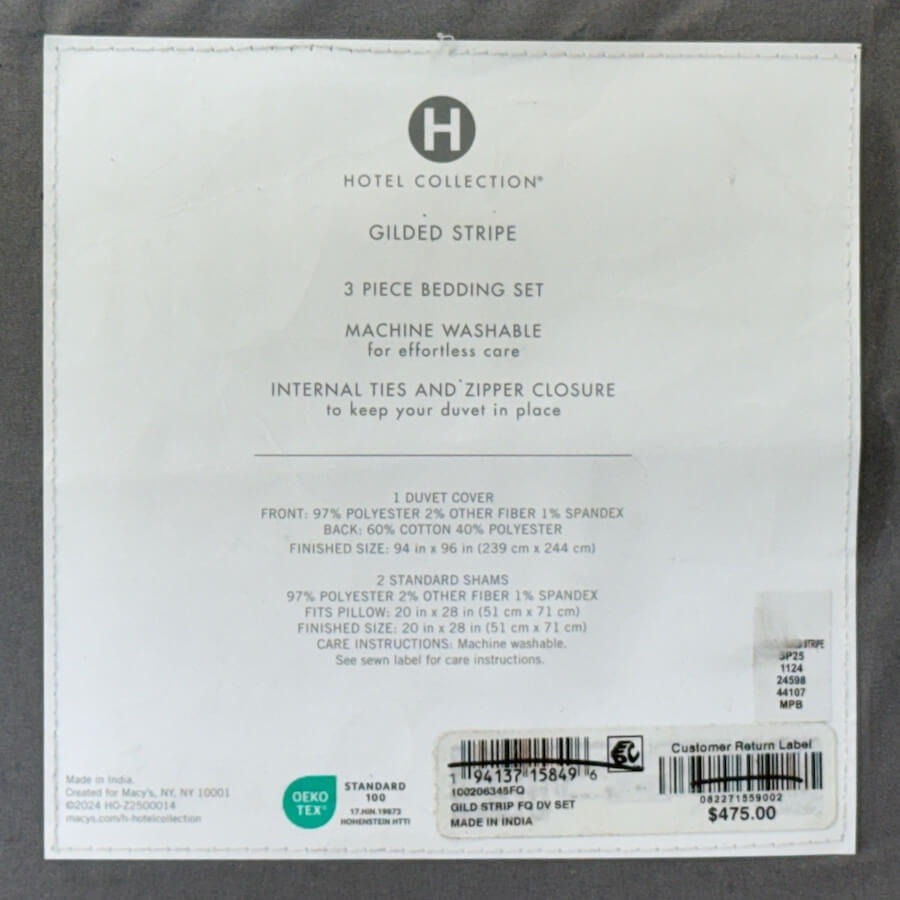 H
HOTEL COLLECTION®
GILDED STRIPE
3 PIECE BEDDING SET
MACHINE WASHABLE
for effortless care
INTERNAL TIES AND ZIPPER CLOSURE
to keep your duvet in place
1 DUVET COVER
FRONT: 97% POLYESTER 2% OTHER FIBER 1% SPANDEX
BACK: 60% COTTON 40% POLYESTER
FINISHED SIZE: 94 in x 96 in (239 cm x 244 cm)
2 STANDARD SHAMS
97% POLYESTER 2% OTHER FIBER 1% SPANDEX
FITS PILLOW: 20 in x 28 in (51 cm x 71 cm)
FINISHED SIZE: 20 in x 28 in (51 cm x 71 cm)
CARE INSTRUCTIONS: Machine washable.
See sewn label for care instructions.
STRIPE
SP25
1124
24598
44107
MPB
Made in India.
Created for Macy's, NY, NY 10001
©2024 HO-Z2500014
macys.com/h-hotelcollection
OEKO
TEX®
STANDARD
100
17.HIN.19873
HOHENSTEIN HTTI
1 94137 15849 6
100206345FQ
GILD STRIP FQ DV SET
MADE IN INDIA
Customer Return Label
082271559002
$475.00